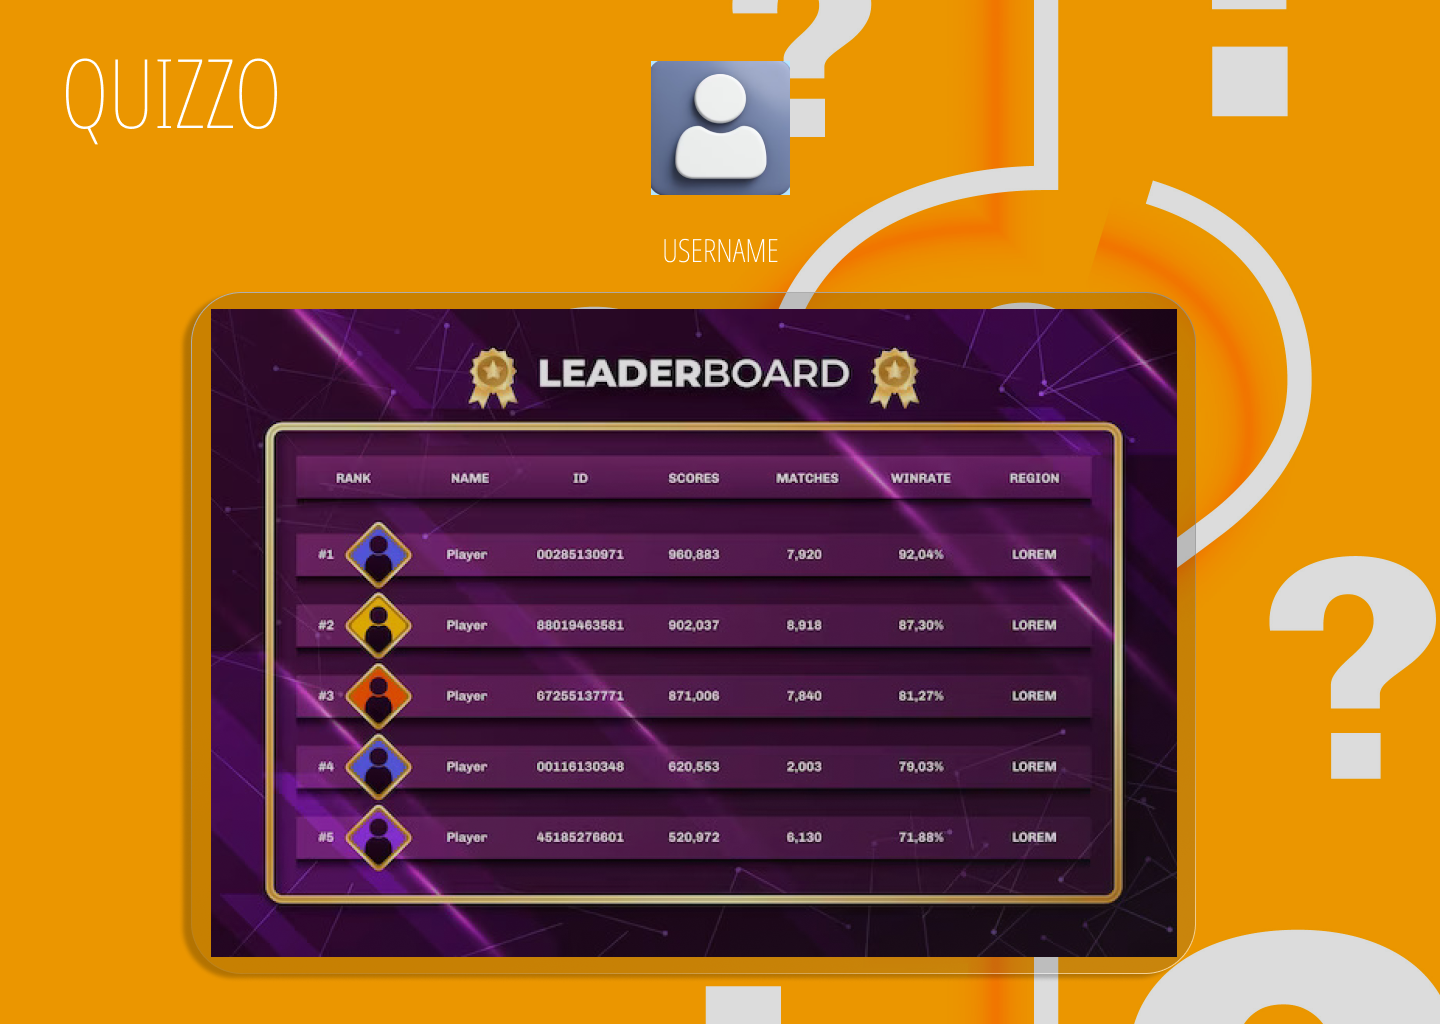 QUIZZO
USERNAME
LEADERBOARD
RANK NAME ID SCORES MATCHES WINRATE REGION
#1 Player 00285130971 960,883 7,920 92,04% LOREM
#2 Player 88019463581 902,037 8,918 87,30% LOREM
#3 Player 67255137771 871,006 7,840 81,27% LOREM
#4 Player 00116130348 620,553 2,003 79,03% LOREM
#5 Player 45185276601 520,972 6,130 71,88% LOREM